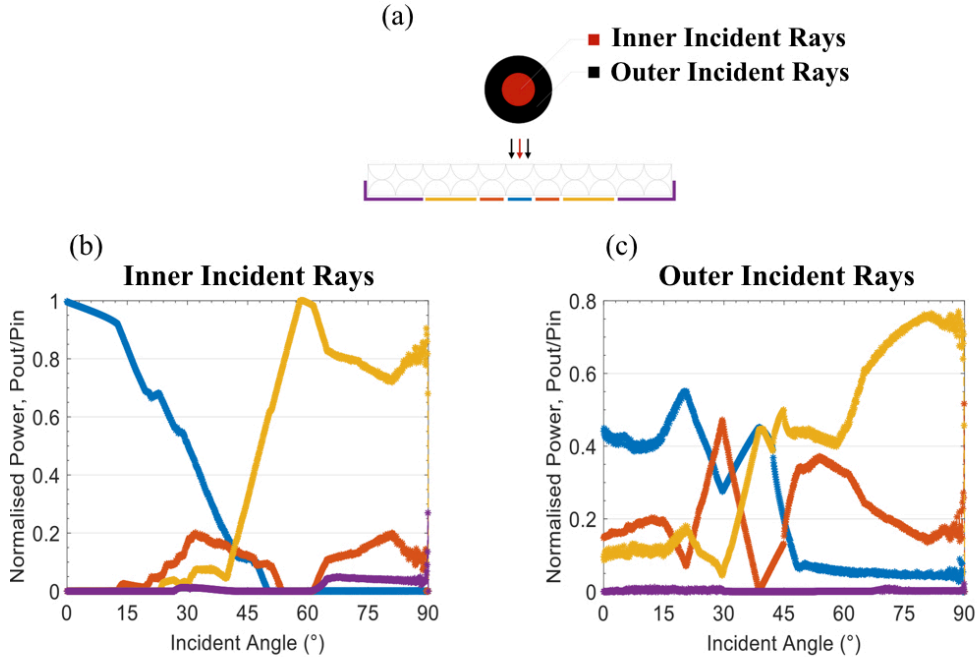 (a)
Inner Incident Rays
Outer Incident Rays
(b)
Inner Incident Rays
Normalised Power, Pout/Pin
1
0.8
0.6
0.4
0.2
0
0 15 30 45 60 75 90
Incident Angle (°)
(c)
Outer Incident Rays
Normalised Power, Pout/Pin
0.8
0.6
0.4
0.2
0
0 15 30 45 60 75 90
Incident Angle (°)